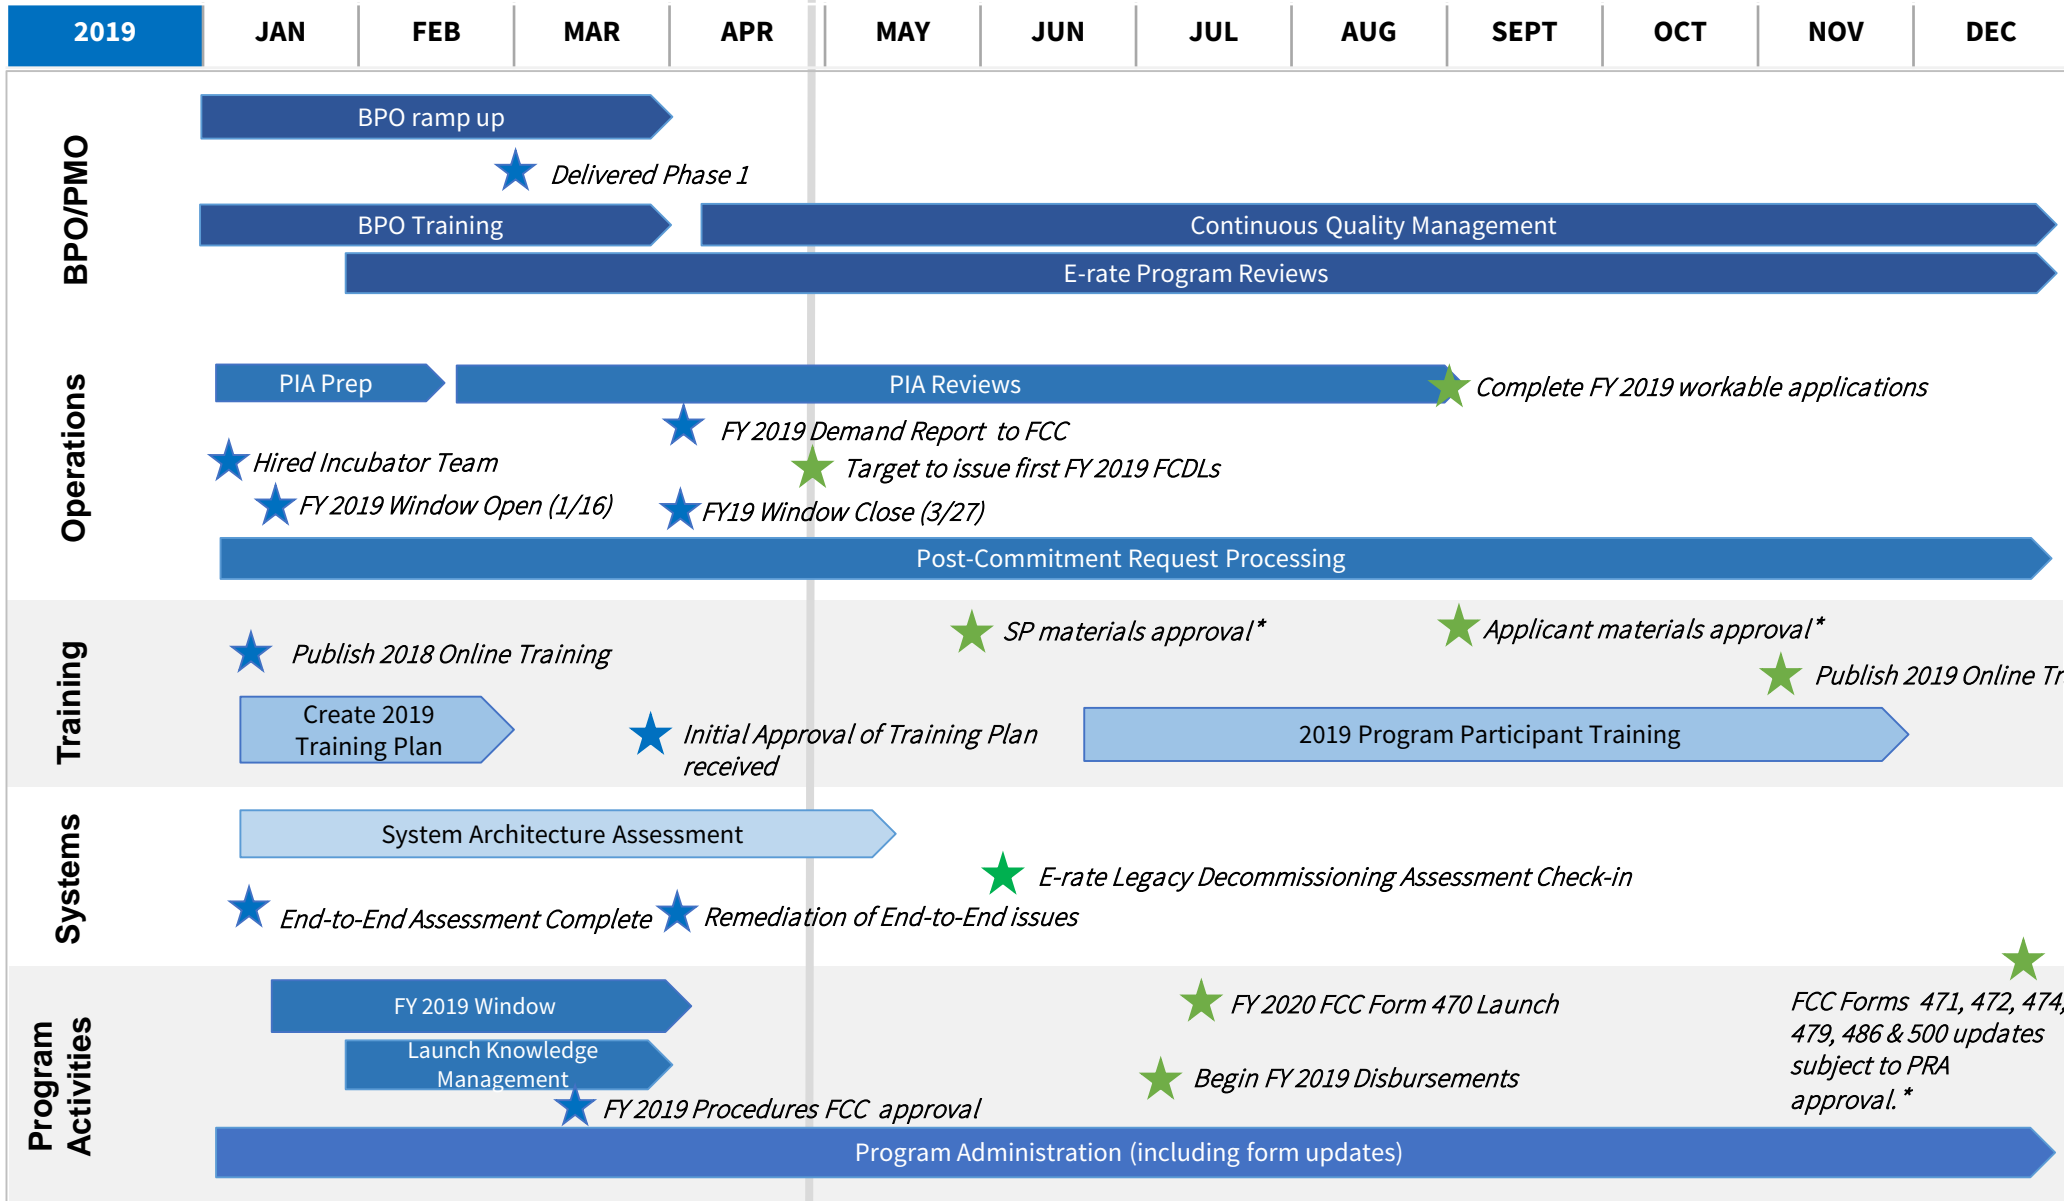 2019 JAN FEB MAR APR MAY JUN JUL AUG SEPT OCT NOV DEC
BPO/PMO
BPO ramp up
Delivered Phase 1
BPO Training
Continuous Quality Management
E-rate Program Reviews
Operations
PIA Prep
PIA Reviews
Complete FY 2019 workable applications
FY 2019 Demand Report to FCC
Hired Incubator Team
Target to issue first FY 2019 FCDLs
FY 2019 Window Open (1/16)
FY19 Window Close (3/27)
Post-Commitment Request Processing
Training
SP materials approval*
Applicant materials approval*
Publish 2018 Online Training
Publish 2019 Online
Create 2019
Training Plan
Initial Approval of Training Plan
received
2019 Program Participant Training
Systems
System Architecture Assessment
E-rate Legacy Decommissioning Assessment Check-in
End-to-End Assessment Complete
Remediation of End-to-End issues
Program
Activities
FY 2019 Window
FY 2020 FCC Form 470 Launch
FCC Forms 471, 472, 474,
479, 486 & 500 updates
subject to PRA
approval.*
Launch Knowledge
Management
Begin FY 2019 Disbursements
FY 2019 Procedures FCC approval
Program Administration (including form updates)